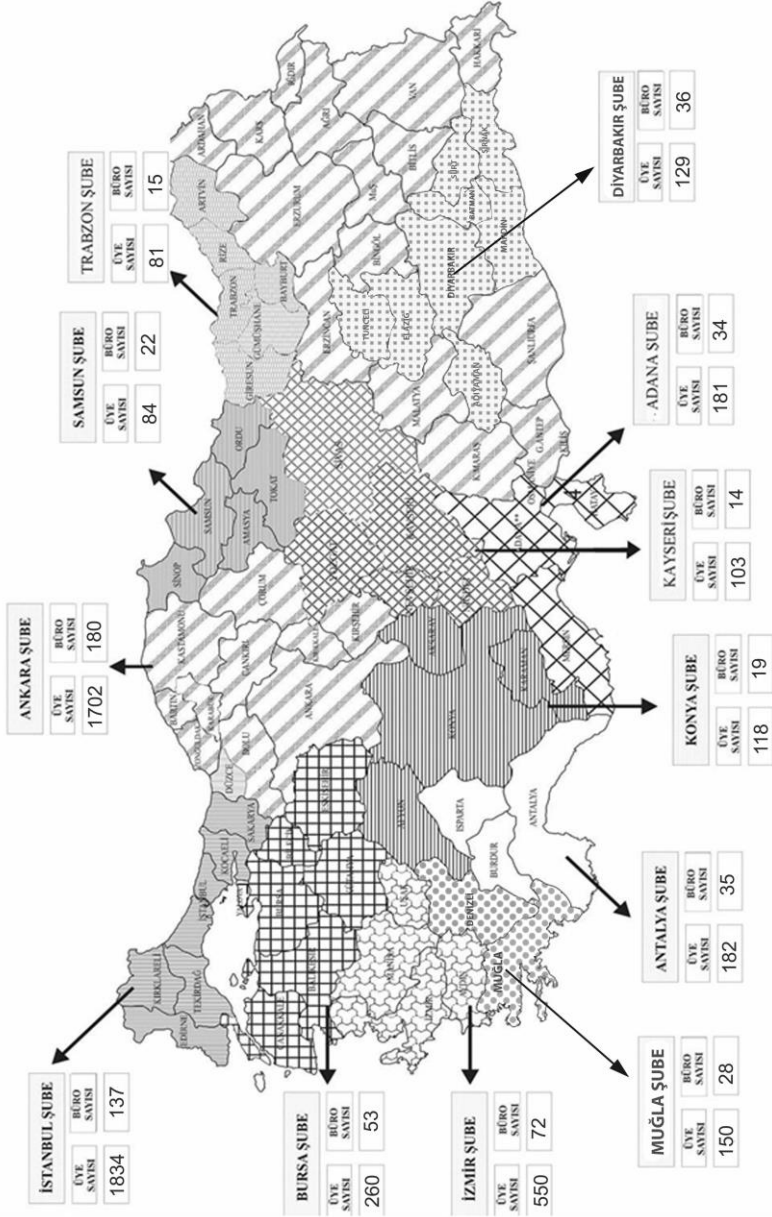 İSTANBUL ŞUBE
ÜYE SAYISI
BÜRO SAYISI
1834
137
ANKARA ŞUBE
ÜYE SAYISI
BÜRO SAYISI
1702
180
SAMSUN ŞUBE
ÜYE SAYISI
BÜRO SAYISI
84
22
TRABZON ŞUBE
ÜYE SAYISI
BÜRO SAYISI
81
15
KIRKLARELİ
EDİRNE
TEKİRDAĞ
İSTANBUL
KOCAELİ
SAKARYA
DÜZCE
BOLU
BARTIN
KASTAMONU
ÇANKIRI
ÇORUM
ANKARA
KIRŞEHİR
SİNOP
SAMSUN
AMASYA
ORDU
TOKAT
GİRESUN
TRABZON
GÜMÜŞHANE
BAYBURT
RİZE
ARTVİN
ARDAHAN
KARS
IĞDIR
AĞRI
ERZURUM
ERZİNCAN
TUNCELİ
BİNGÖL
MUŞ
BİTLİS
VAN
HAKKARİ
SİİRT
BATMAN
MARDİN
DİYARBAKIR
ELAZIĞ
MALATYA
ADIYAMAN
ŞANLIURFA
K.MARAŞ
G.ANTEP
KİLİS
BURSA
ESKİŞEHİR
KÜTAHYA
UŞAK
AFYON
KONYA
AKSARAY
KARAMAN
MERSİN
ISPARTA
BURDUR
ANTALYA
DENİZLİ
AYDIN
MUĞLA
BURSA ŞUBE
ÜYE SAYISI
BÜRO SAYISI
260
53
İZMİR ŞUBE
ÜYE SAYISI
BÜRO SAYISI
550
72
MUĞLA ŞUBE
ÜYE SAYISI
BÜRO SAYISI
150
28
ANTALYA ŞUBE
ÜYE SAYISI
BÜRO SAYISI
182
35
KONYA ŞUBE
ÜYE SAYISI
BÜRO SAYISI
118
19
KAYSERİ ŞUBE
ÜYE SAYISI
BÜRO SAYISI
103
14
ADANA ŞUBE
ÜYE SAYISI
BÜRO SAYISI
181
34
DİYARBAKIR ŞUBE
ÜYE SAYISI
BÜRO SAYISI
129
36